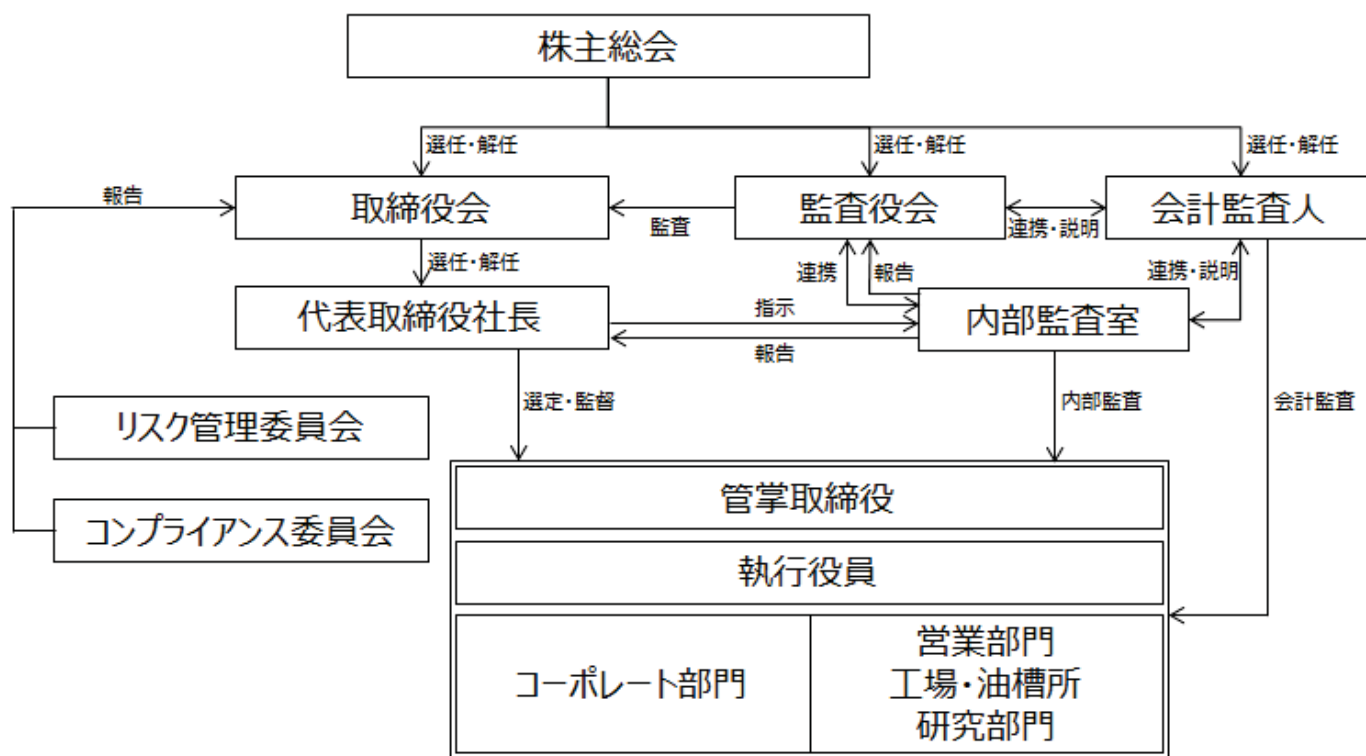 株主総会
選任・解任
選任・解任
選任・解任
報告
取締役会
監査
監査役会
連携・説明
会計監査人
選任・解任
連携
報告
連携・説明
代表取締役社長
指示
報告
内部監査室
選定・監督
内部監査
会計監査
リスク管理委員会
コンプライアンス委員会
管掌取締役
執行役員
コーポレート部門
営業部門
工場・油槽所
研究部門